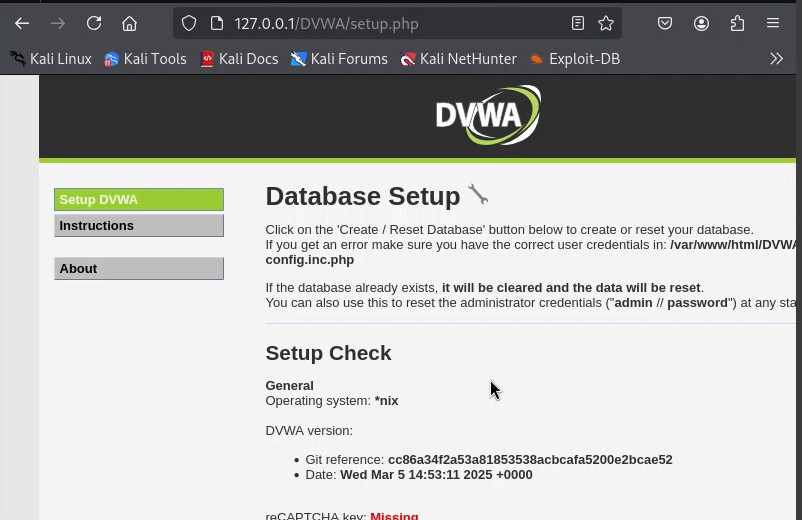 127.0.0.1/DVWA/setup.php
Kali Linux Kali Tools Kali Docs Kali Forums Kali NetHunter Exploit-DB
DVWA
Setup DVWA
Instructions
About
Database Setup
Click on the 'Create / Reset Database' button below to create or reset your database.
If you get an error make sure you have the correct user credentials in: /var/www/html/DVWA
config.inc.php
If the database already exists, it will be cleared and the data will be reset.
You can also use this to reset the administrator credentials ("admin // password") at any sta
Setup Check
General
Operating system: *nix
DVWA version:
• Git reference: cc86a34f2a53a81853538acbcafa5200e2bcae52
• Date: Wed Mar 5 14:53:11 2025 +0000
reCAPTCHA key: Missing